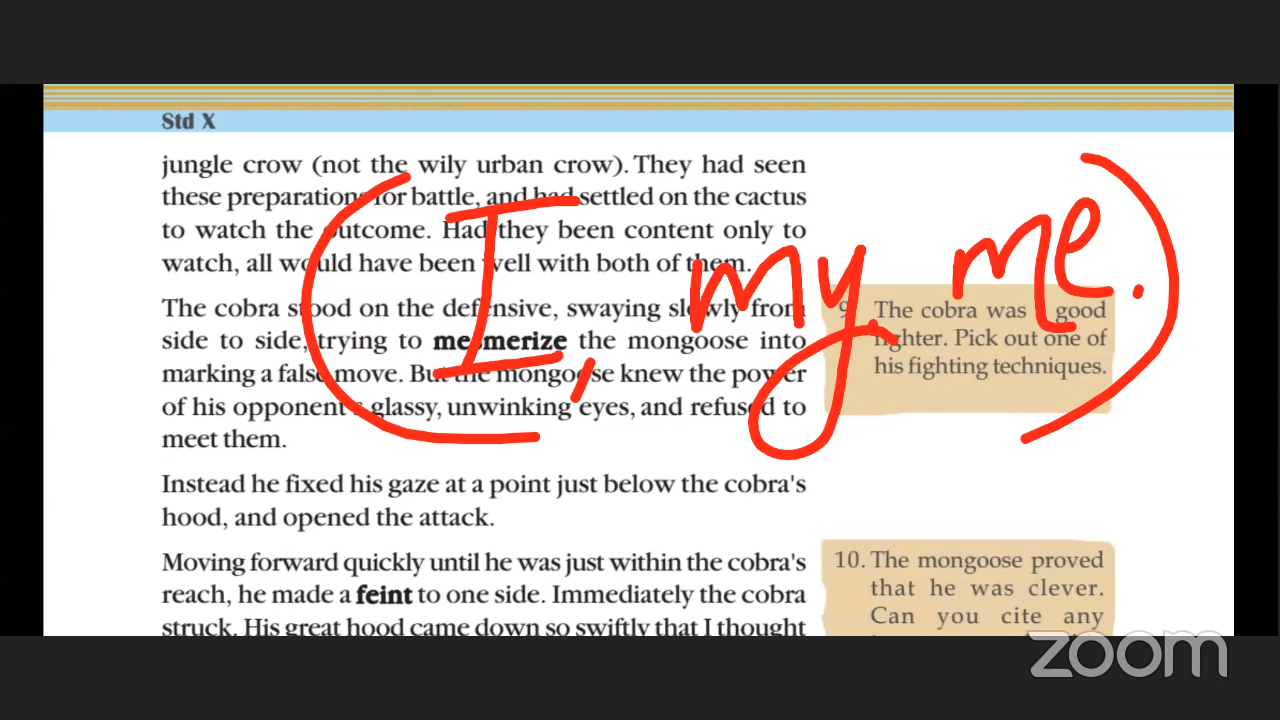 Std X
jungle crow (not the wily urban crow). They had seen
these preparations for battle, and had settled on the cactus
to watch the outcome. Had they been content only to
watch, all would have been well with both of them.
The cobra stood on the defensive, swaying slowly from
side to side, trying to mesmerize the mongoose into
marking a false move. But the mongoose knew the power
of his opponent's glassy, unwinking eyes, and refused to
meet them.
Instead he fixed his gaze at a point just below the cobra's
hood, and opened the attack.
Moving forward quickly until he was just within the cobra's
reach, he made a feint to one side. Immediately the cobra
struck. His great hood came down so swiftly that I thought
9. The cobra was a good
fighter. Pick out one of
his fighting techniques.
10. The mongoose proved
that he was clever.
Can you cite any
(I, my me.)
zoom